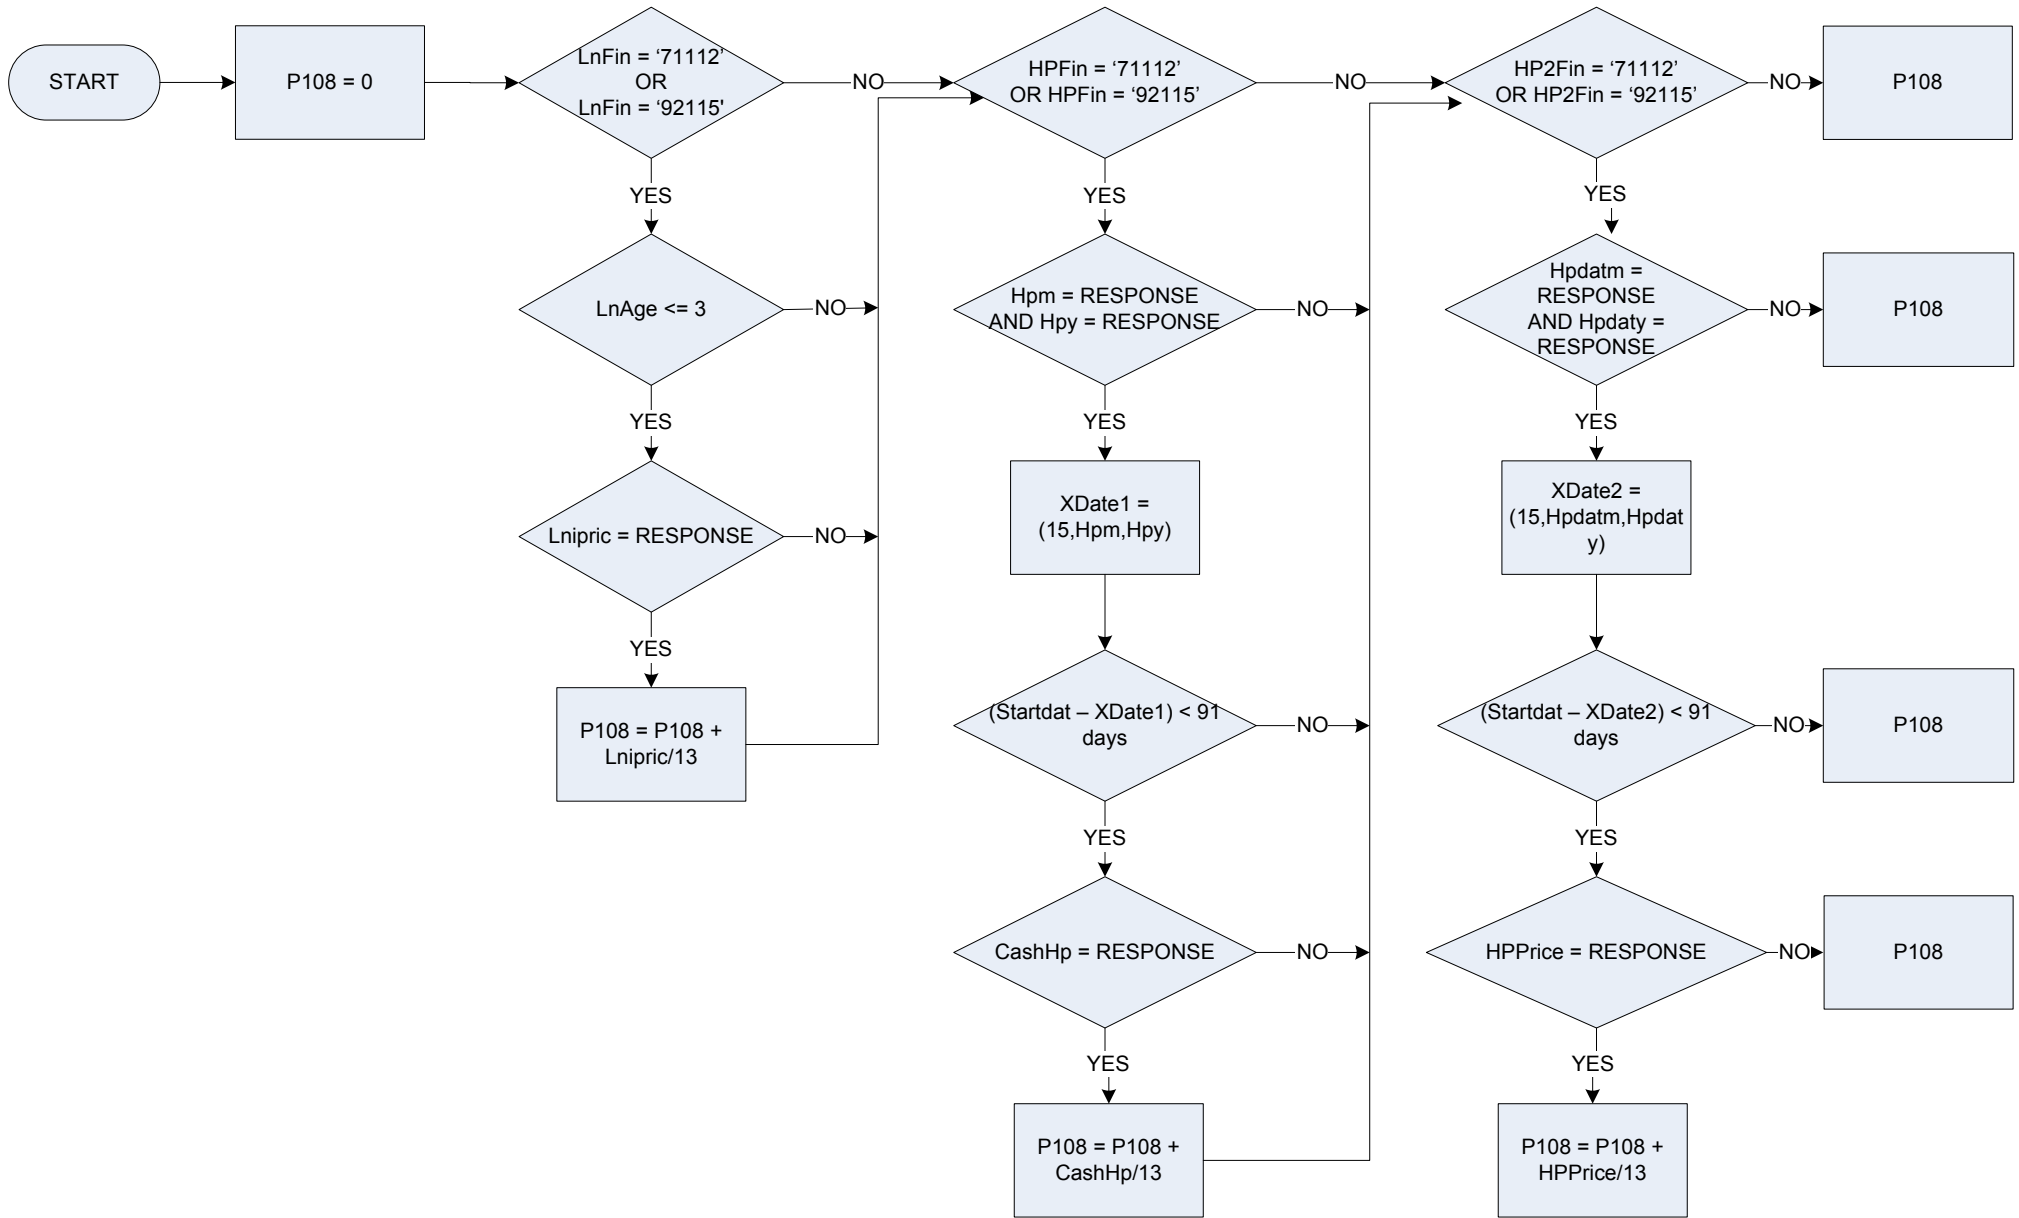 START
P108 = 0
LnFin = ‘71112’
OR
LnFin = ‘92115'
NO
HPFin = ‘71112’
OR HPFin = ‘92115’
NO
HP2Fin = ‘71112’
OR HP2Fin = ‘92115’
NO
P108
YES
YES
YES
LnAge <= 3
NO
Hpm = RESPONSE
AND Hpy = RESPONSE
NO
Hpdatm =
RESPONSE
AND Hpdaty =
RESPONSE
NO
P108
YES
YES
YES
Lnipric = RESPONSE
NO
XDate1 =
(15,Hpm,Hpy)
XDate2 =
(15,Hpdatm,Hpdat
y)
YES
P108 = P108 +
Lnipric/13
(Startdat – XDate1) < 91
days
NO
(Startdat – XDate2) < 91
days
NO
P108
YES
YES
CashHp = RESPONSE
NO
HPPrice = RESPONSE
NO
P108
YES
YES
P108 = P108 +
CashHp/13
P108 = P108 +
HPPrice/13